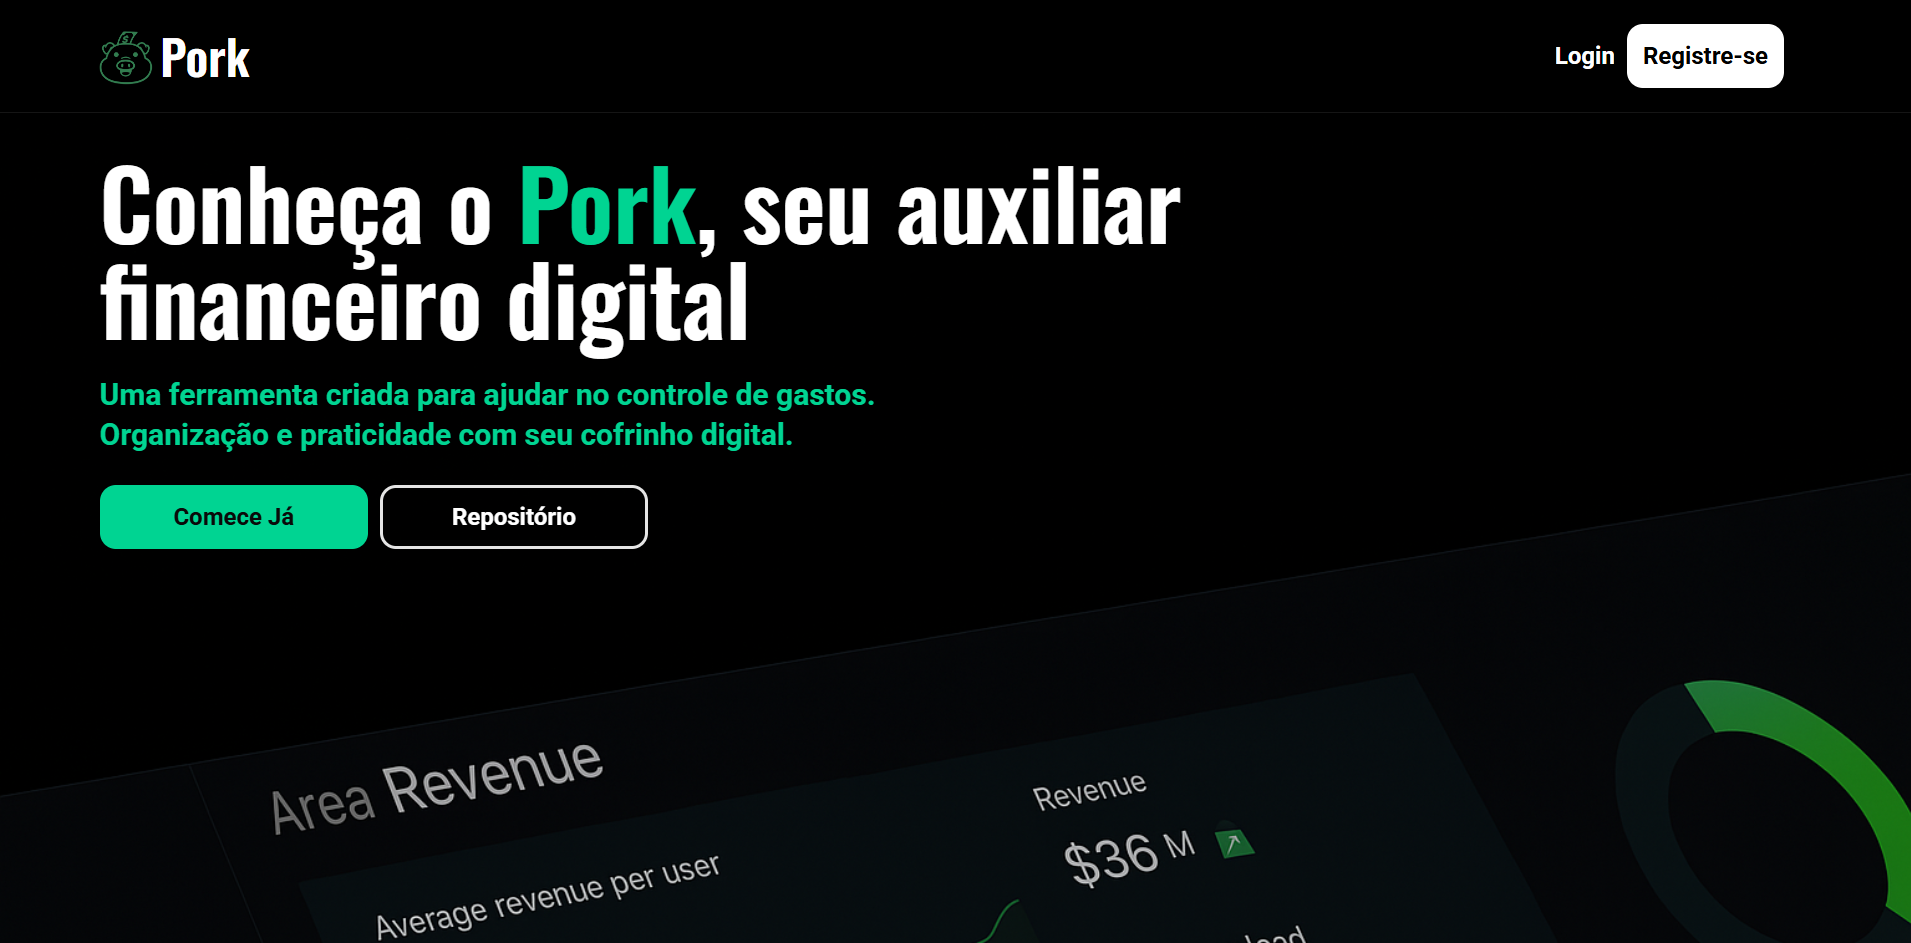 Pork
Login
Registre-se
Conheça o Pork, seu auxiliar
financeiro digital
Uma ferramenta criada para ajudar no controle de gastos.
Organização e praticidade com seu cofrinho digital.
Comece Já
Repositório
Area Revenue
Revenue
$36 M
Average revenue per user